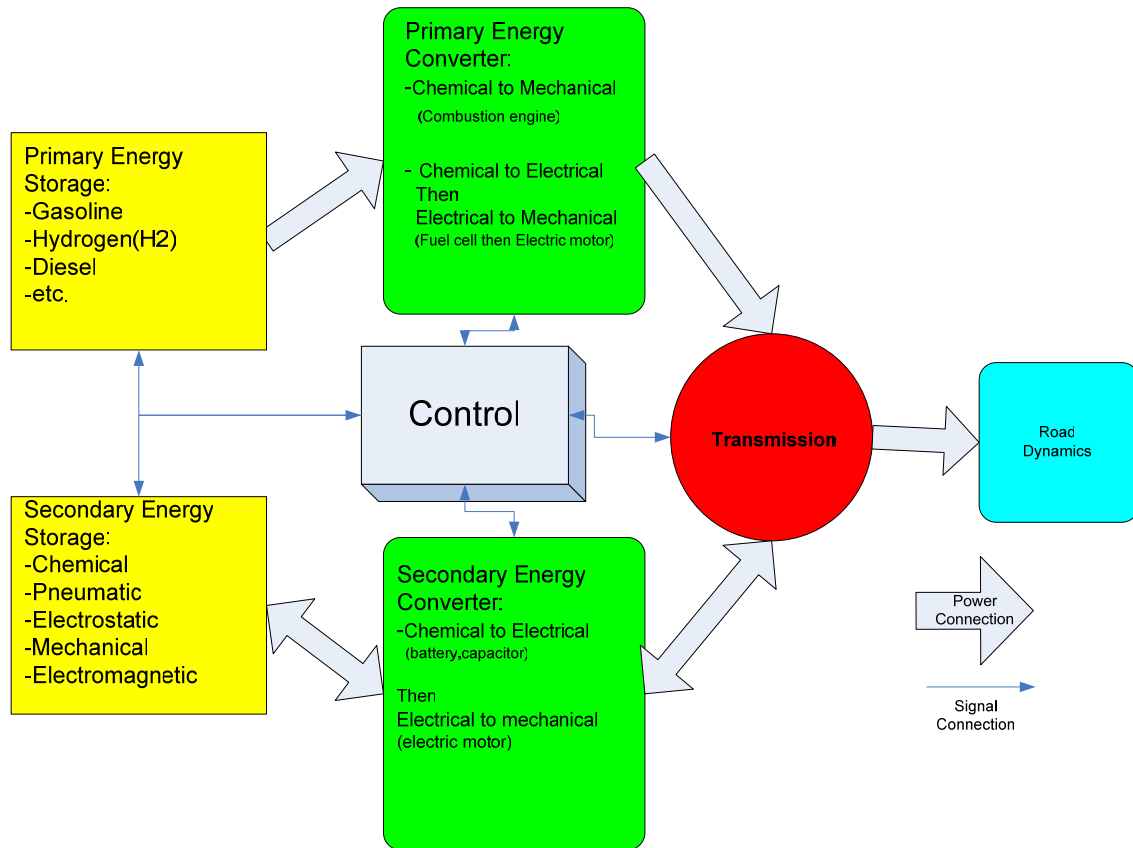 Primary Energy
Storage:
-Gasoline
-Hydrogen(H2)
-Diesel
-etc.
Primary Energy
Converter:
-Chemical to Mechanical
(Combustion engine)
- Chemical to Electrical
Then
Electrical to Mechanical
(Fuel cell then Electric motor)
Control
Transmission
Road
Dynamics
Secondary Energy
Storage:
-Chemical
-Pneumatic
-Electrostatic
-Mechanical
-Electromagnetic
Secondary Energy
Converter:
-Chemical to Electrical
(battery,capacitor)
Then
Electrical to mechanical
(electric motor)
Power
Connection
Signal
Connection